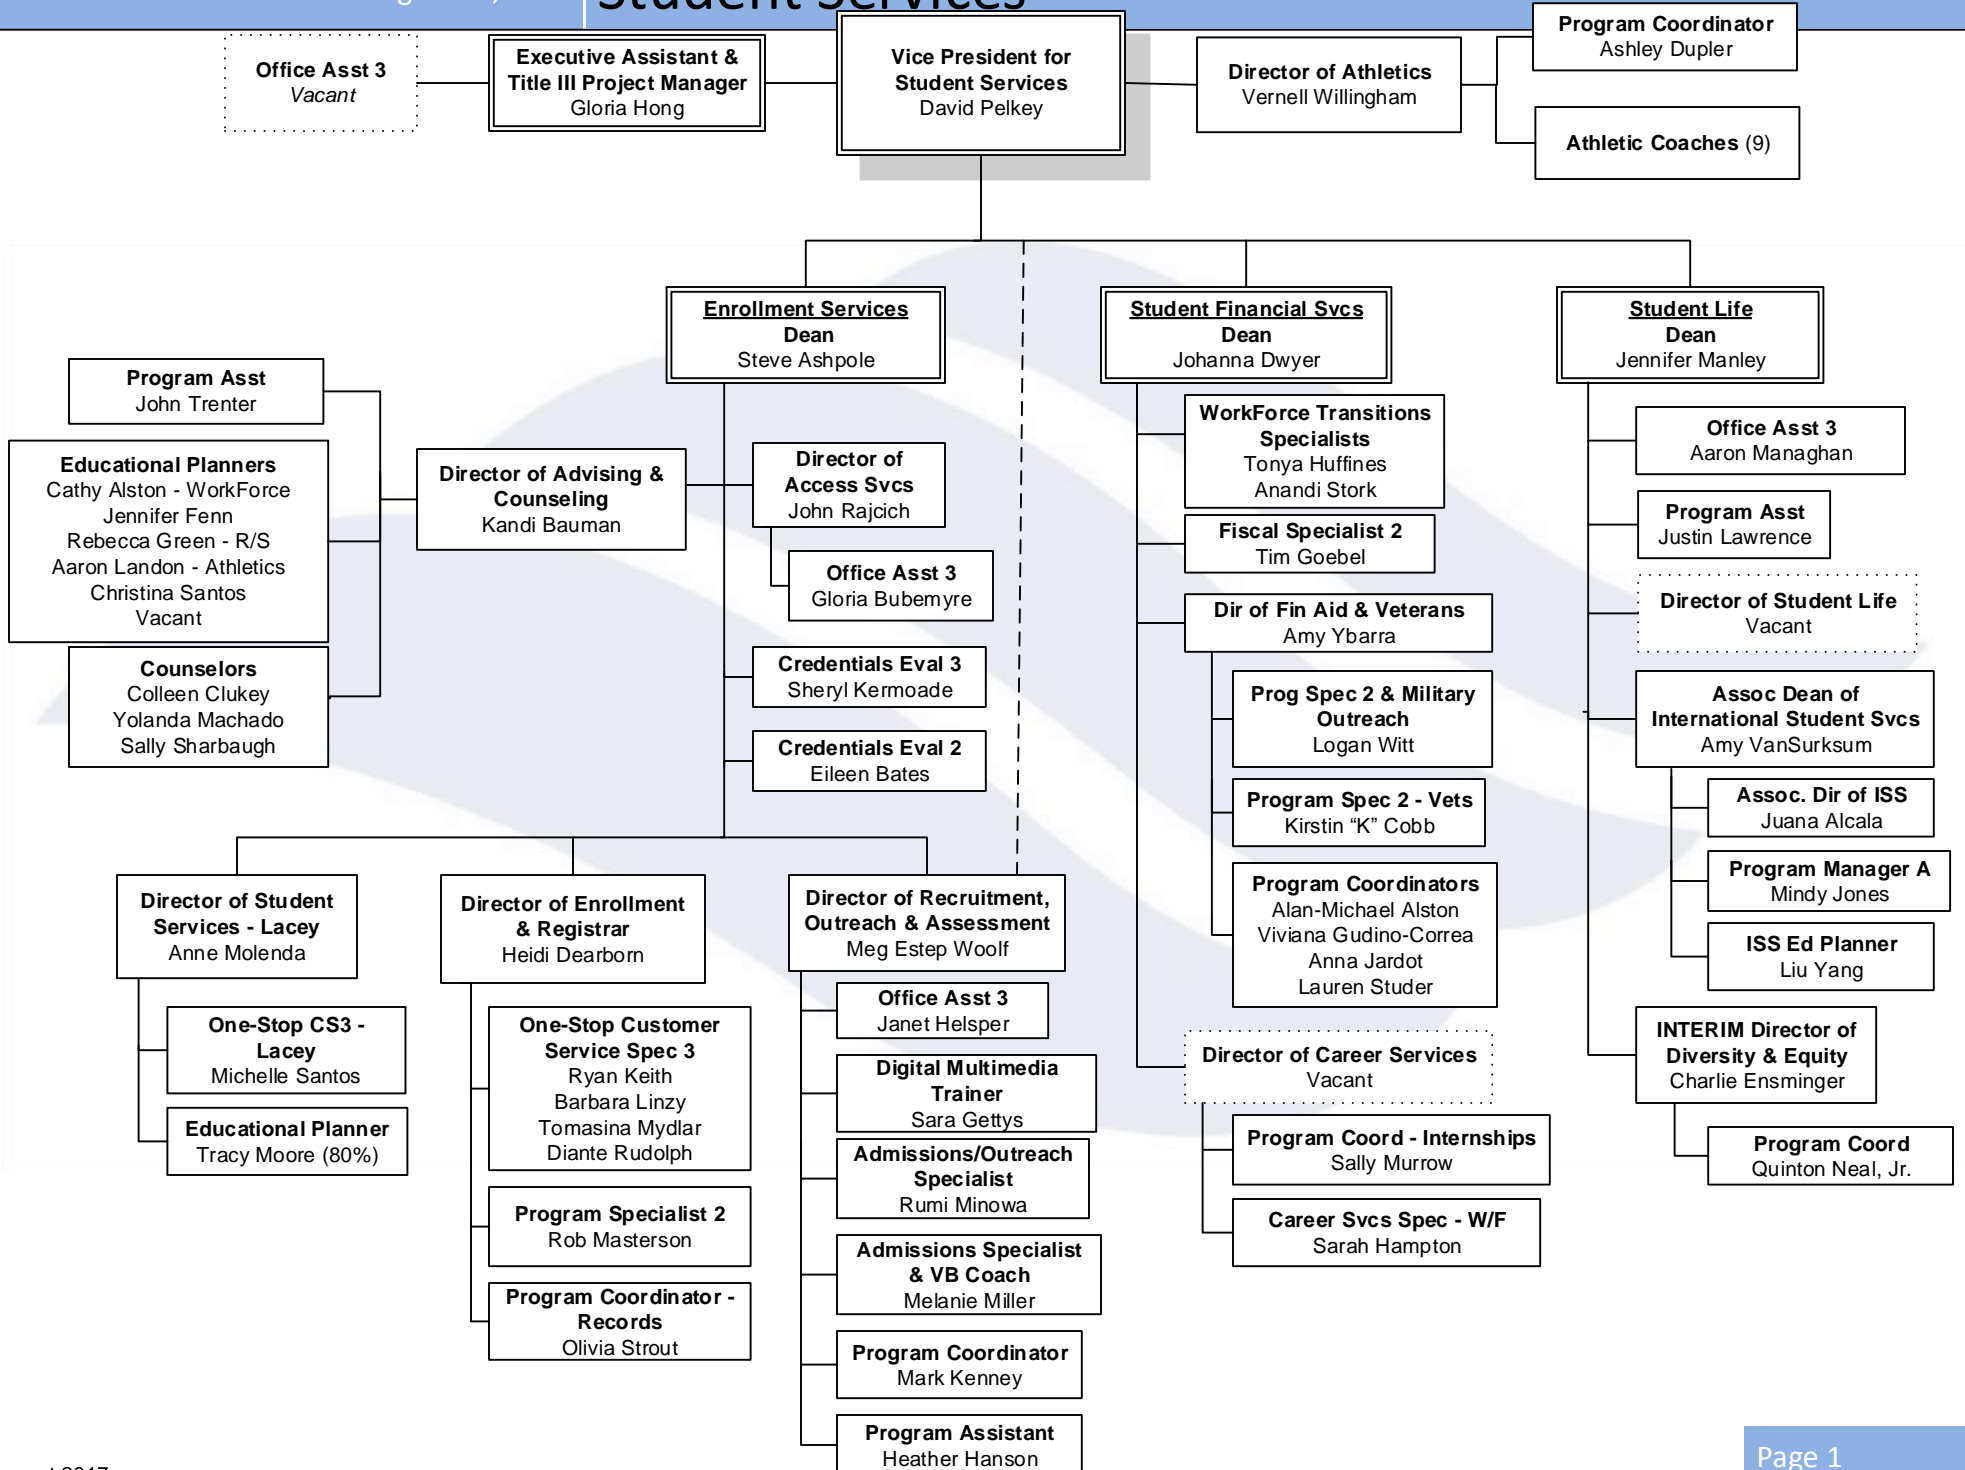 Student Services
Office Asst 3
Vacant
Executive Assistant &
Title III Project Manager
Gloria Hong
Vice President for
Student Services
David Pelkey
Director of Athletics
Vernell Willingham
Program Coordinator
Ashley Dupler
Athletic Coaches (9)
Enrollment Services
Dean
Steve Ashpole
Student Financial Svcs
Dean
Johanna Dwyer
Student Life
Dean
Jennifer Manley
Program Asst
John Trenter
Educational Planners
Cathy Alston - WorkForce
Jennifer Fenn
Rebecca Green - R/S
Aaron Landon - Athletics
Christina Santos
Vacant
Counselors
Colleen Clukey
Yolanda Machado
Sally Sharbaugh
Director of Advising &
Counseling
Kandi Bauman
Director of
Access Svcs
John Rajcich
Office Asst 3
Gloria Bubemyre
Credentials Eval 3
Sheryl Kermoade
Credentials Eval 2
Eileen Bates
WorkForce Transitions
Specialists
Tonya Huffines
Anandi Stork
Fiscal Specialist 2
Tim Goebel
Dir of Fin Aid & Veterans
Amy Ybarra
Prog Spec 2 & Military
Outreach
Logan Witt
Program Spec 2 - Vets
Kirstin “K” Cobb
Program Coordinators
Alan-Michael Alston
Viviana Gudino-Correa
Anna Jardot
Lauren Studer
Director of Career Services
Vacant
Program Coord - Internships
Sally Murrow
Career Svcs Spec - W/F
Sarah Hampton
Office Asst 3
Aaron Managhan
Program Asst
Justin Lawrence
Director of Student Life
Vacant
Assoc Dean of
International Student Svcs
Amy VanSurksum
Assoc. Dir of ISS
Juana Alcala
Program Manager A
Mindy Jones
ISS Ed Planner
Liu Yang
INTERIM Director of
Diversity & Equity
Charlie Ensminger
Program Coord
Quinton Neal, Jr.
Director of Student
Services - Lacey
Anne Molenda
One-Stop CS3 -
Lacey
Michelle Santos
Educational Planner
Tracy Moore (80%)
Director of Enrollment
& Registrar
Heidi Dearborn
One-Stop Customer
Service Spec 3
Ryan Keith
Barbara Linzy
Tomasina Mydlar
Diante Rudolph
Program Specialist 2
Rob Masterson
Program Coordinator -
Records
Olivia Strout
Director of Recruitment,
Outreach & Assessment
Meg Estep Woolf
Office Asst 3
Janet Helsper
Digital Multimedia
Trainer
Sara Gettys
Admissions/Outreach
Specialist
Rumi Minowa
Admissions Specialist
& VB Coach
Melanie Miller
Program Coordinator
Mark Kenney
Program Assistant
Heather Hanson
Page 1